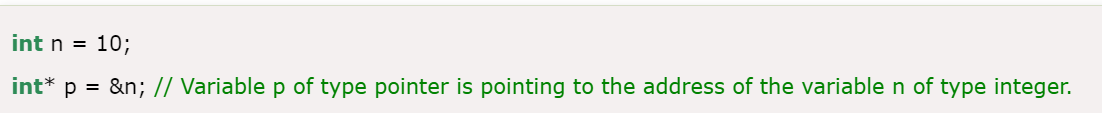 int n = 10;
int* p = &n; // Variable p of type pointer is pointing to the address of the variable n of type integer.